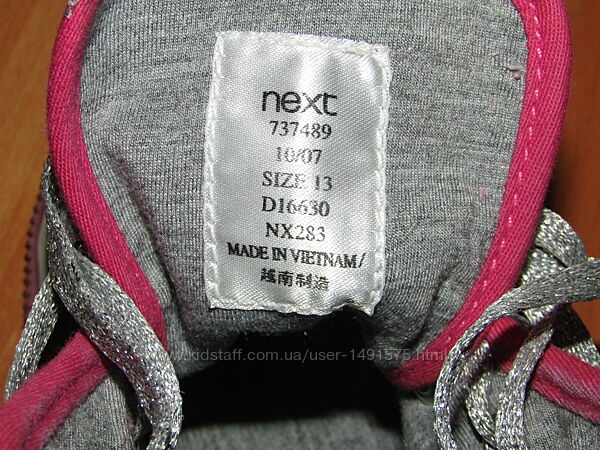 next
737489
10/07
SIZE 13
D16630
NX283
MADE IN VIETNAM/
越南制造
www.kidstaff.com.ua/user-1491575.html